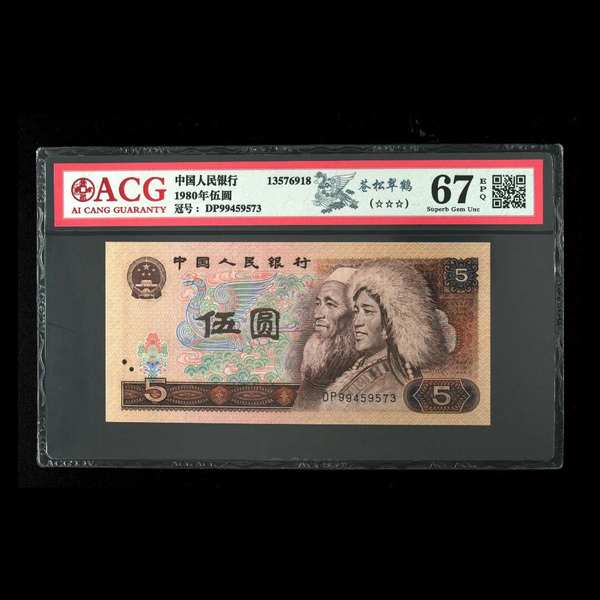 ACG
AI CANG GUARANTY
中国人民银行
13576918
1980年伍圆
冠号：DP99459573
苍松翠鹤
(☆☆☆)
67
EPQ
Superb Gem Unc
中国人民银行
5
伍圆
DP99459573
5
5